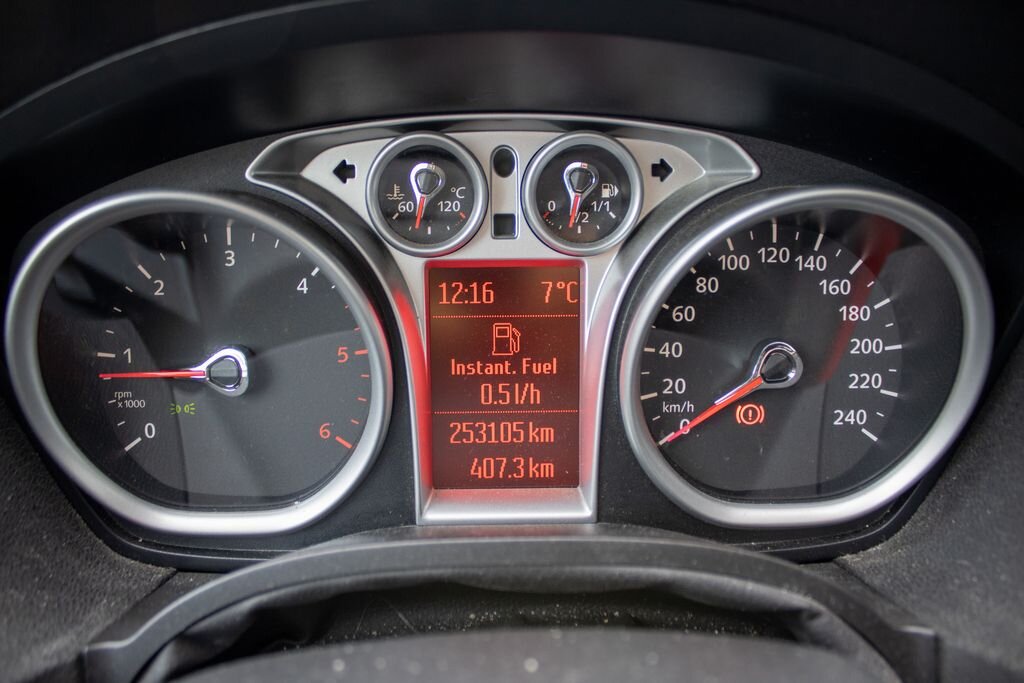 °C
60 120
0 1/2 1/1
0 1 2 3 4 5 6
rpm
x1000
12:16 7°C
Instant. Fuel
0.5 l/h
253105 km
407.3 km
0 20 40 60 80 100 120 140 160 180 200 220 240
km/h